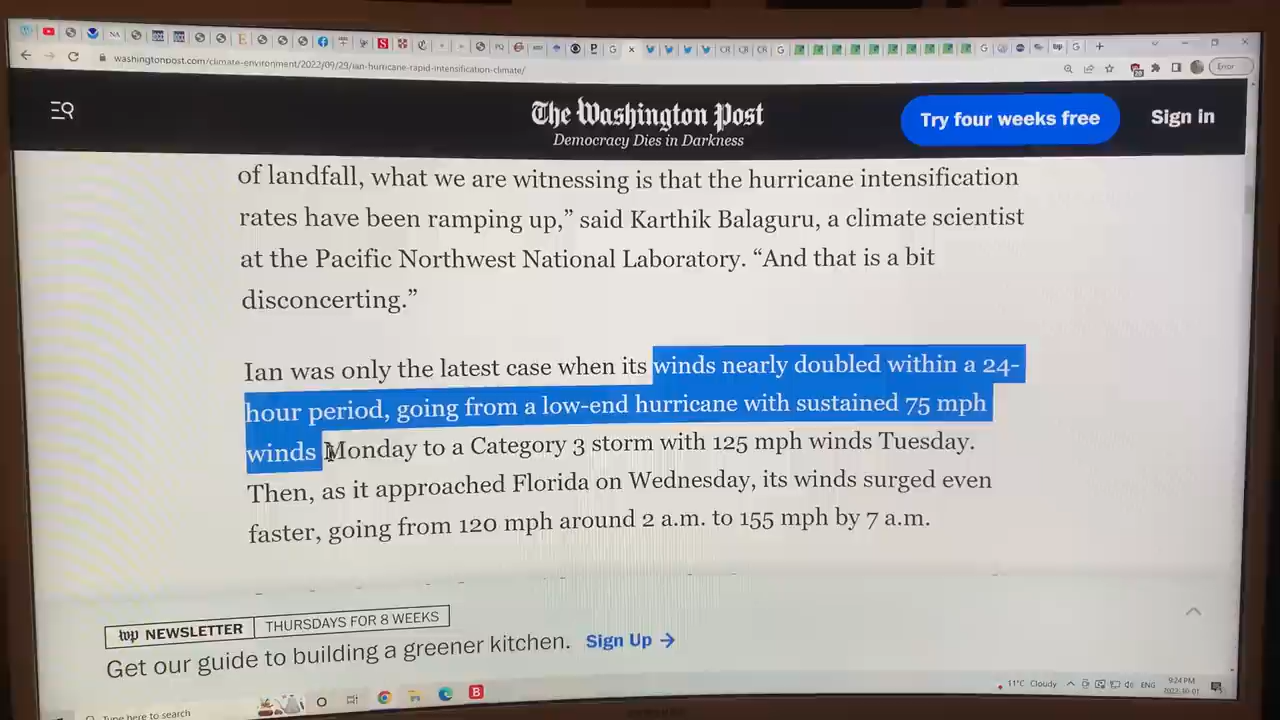 washingtonpost.com/climate-environment/2022/09/29/ian-hurricane-rapid-intensification-climate/
Error
The Washington Post
Democracy Dies in Darkness
Try four weeks free
Sign in
of landfall, what we are witnessing is that the hurricane intensification
rates have been ramping up,” said Karthik Balaguru, a climate scientist
at the Pacific Northwest National Laboratory. “And that is a bit
disconcerting.”
Ian was only the latest case when its winds nearly doubled within a 24-
hour period, going from a low-end hurricane with sustained 75 mph
winds Monday to a Category 3 storm with 125 mph winds Tuesday.
Then, as it approached Florida on Wednesday, its winds surged even
faster, going from 120 mph around 2 a.m. to 155 mph by 7 a.m.
wp NEWSLETTER THURSDAYS FOR 8 WEEKS
Get our guide to building a greener kitchen. Sign Up →
Type here to search
11°C Cloudy
ENG
9:24 PM
2022-10-01